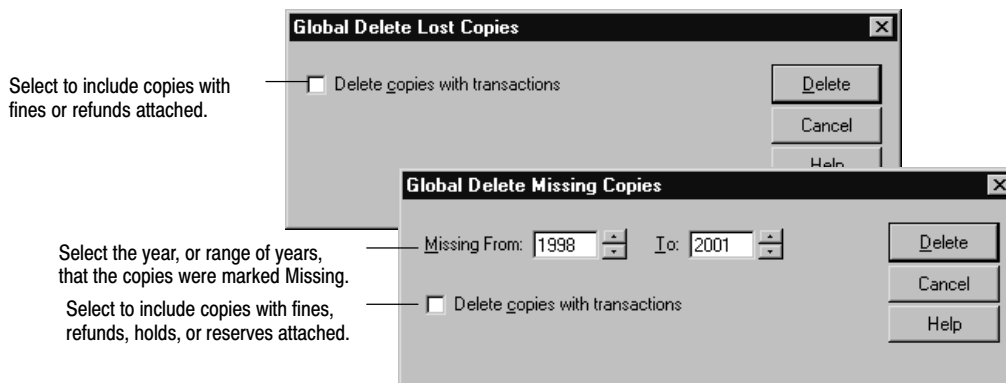 Global Delete Lost Copies
Select to include copies with
fines or refunds attached.
Delete copies with transactions
Delete
Cancel
Help
Global Delete Missing Copies
Select the year, or range of years,
that the copies were marked Missing.
Missing From: 1998 To: 2001
Delete
Select to include copies with fines,
refunds, holds, or reserves attached.
Delete copies with transactions
Cancel
Help